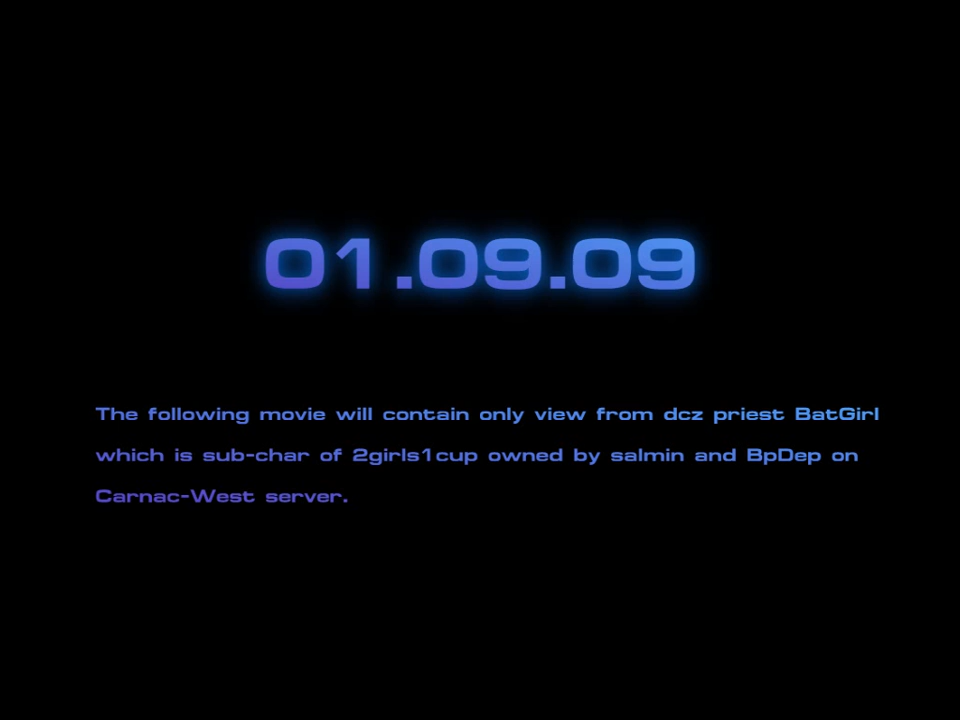 01.09.09
The following movie will contain only view from dcz priest BatGirl
which is sub-char of 2girls1cup owned by salmin and BpDep on
Carnac-West server.